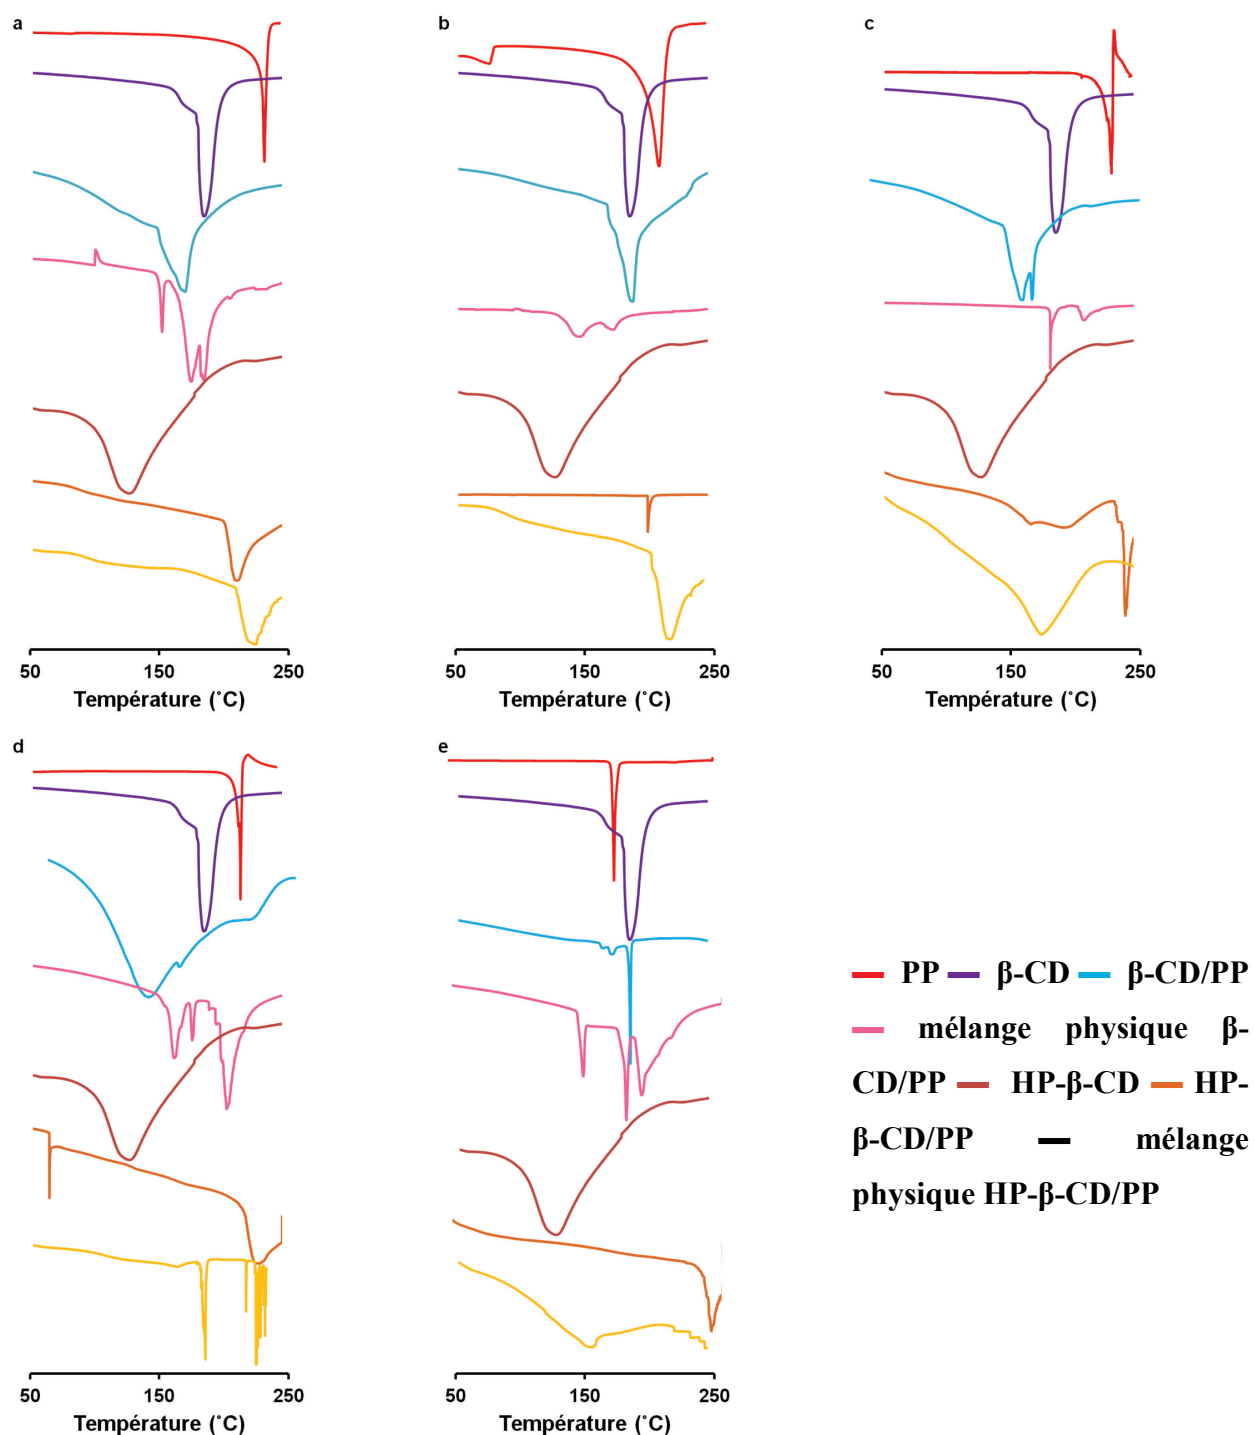 a
b
c
50 150 250
Température (˚C)
50 150 250
Température (˚C)
50 150 250
Température (˚C)
d
e
50 150 250
Température (˚C)
50 150 250
Température (˚C)
PP β-CD β-CD/PP
mélange physique β-
CD/PP HP-β-CD HP-
β-CD/PP mélange
physique HP-β-CD/PP